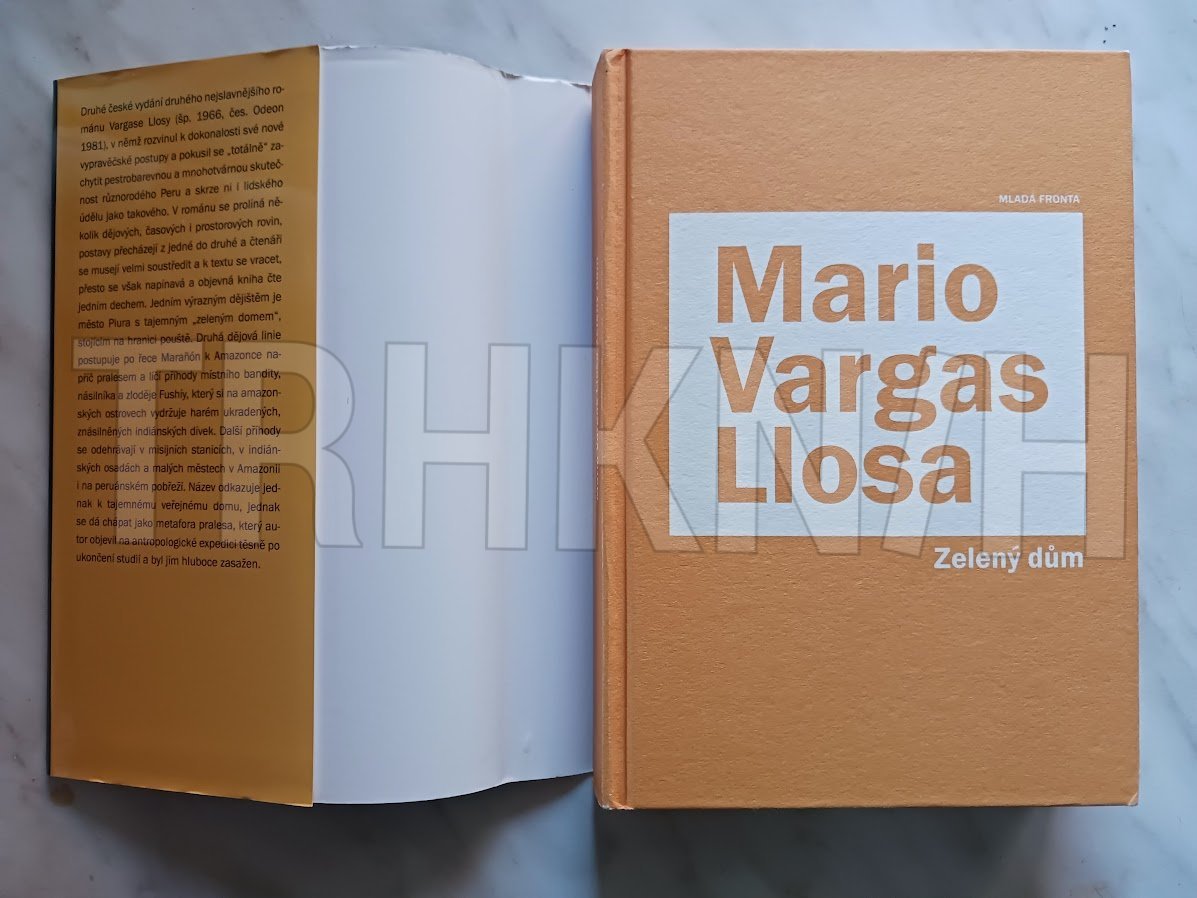 Druhé české vydání druhého nejslavnějšího ro-
mánu Vargase Llosy (šp. 1966, čes. Odeon
1981), v němž rozvinul k dokonalosti své nové
vypravěčské postupy a pokusil se „totálně“ za-
chytit pestrobarevnou a mnohotvárnou skuteč-
nost různorodého Peru a skrze ni i lidského
údělu jako takového. V románu se prolíná ně-
kolik dějových, časových i prostorových rovin,
postavy přecházejí z jedné do druhé a čtenáři
se musejí velmi soustředit a k textu se vracet,
přesto se však napínavá a objevná kniha čte
jedním dechem. Jedním výrazným dějištěm je
město Piura s tajemným „zeleným domem“,
stojícím na hranici pouště. Druhá dějová linie
postupuje po řece Marañón k Amazonce na-
příč pralesem a líčí příhody místního bandity,
násilníka a zloděje Fushíy, který si na amazon-
ských ostrovech vydržuje harém ukradených,
znásilněných indiánských dívek. Další příhody
se odehrávají v misijních stanicích, v indián-
ských osadách a malých městech v Amazonii
i na peruánském pobřeží. Název odkazuje jed-
nak k tajemnému veřejnému domu, jednak
se dá chápat jako metafora pralesa, který au-
tor objevil na antropologické expedici těsně po
ukončení studií a byl jím hluboce zasažen.
MLADÁ FRONTA
Mario
Vargas
Llosa
Zelený dům
TRHKNIH